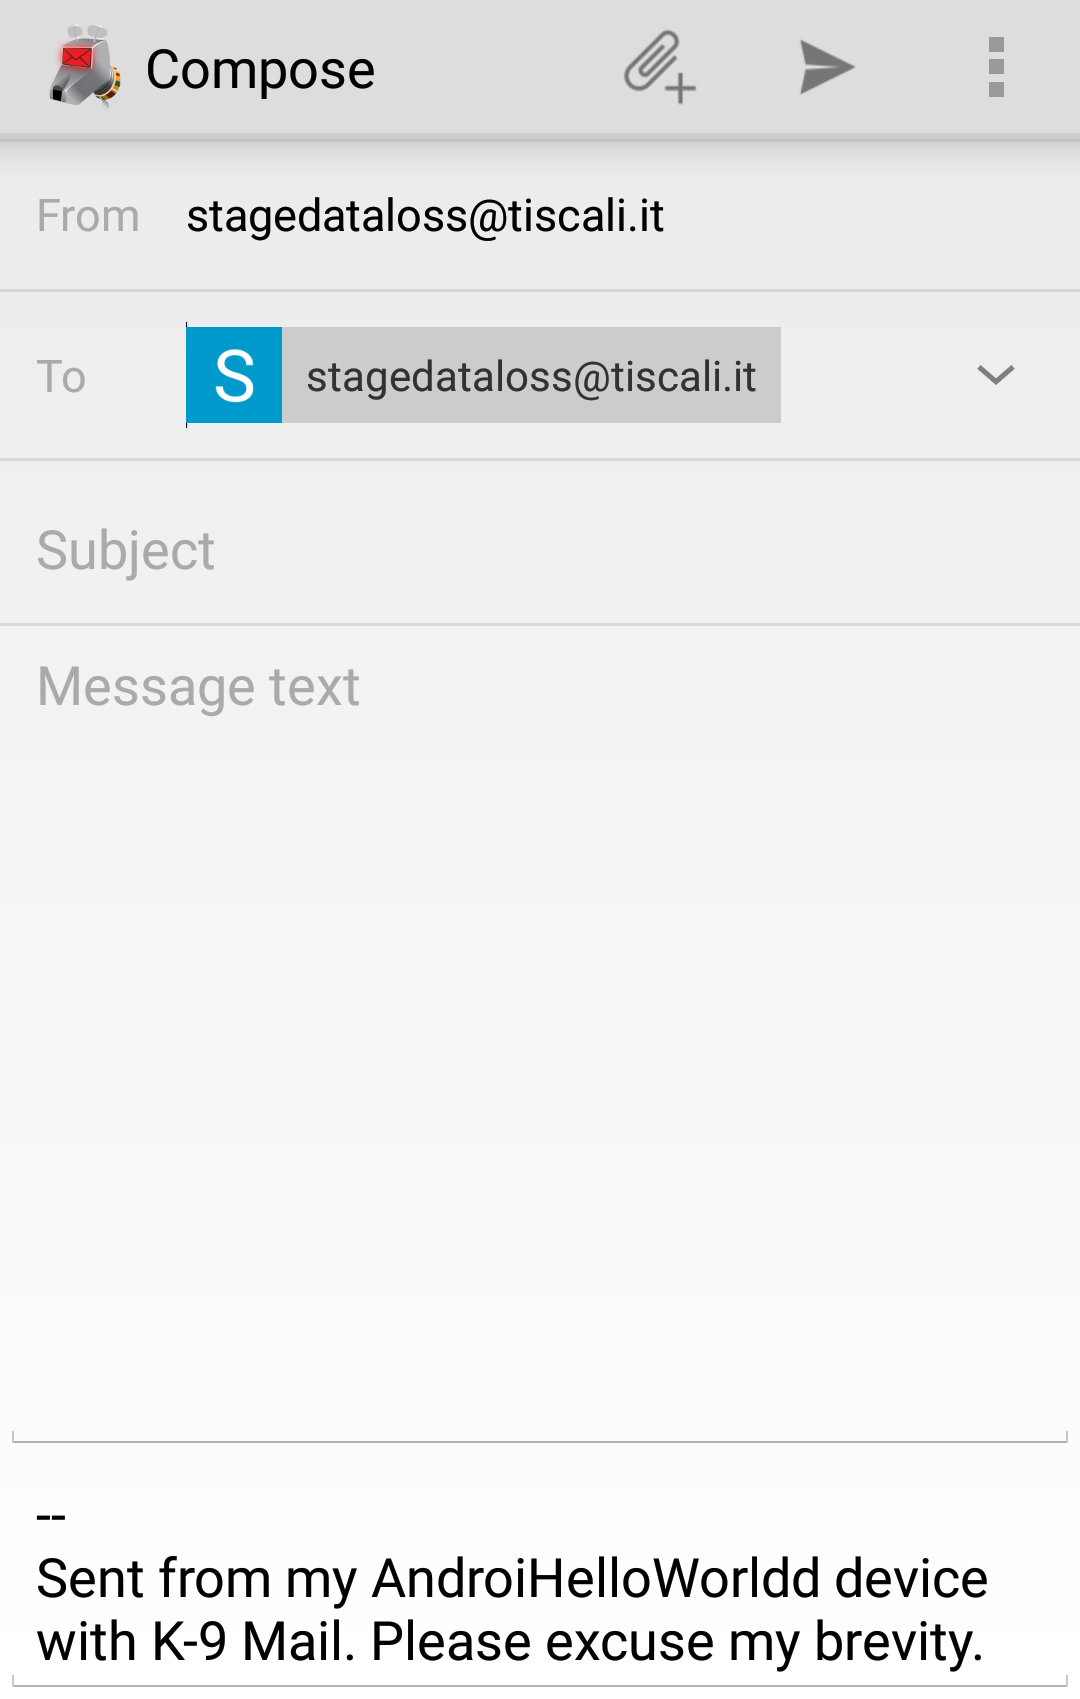 Compose
From stagedataloss@tiscali.it
To S stagedataloss@tiscali.it
Subject
Message text
--
Sent from my AndroiHelloWorldd device
with K-9 Mail. Please excuse my brevity.